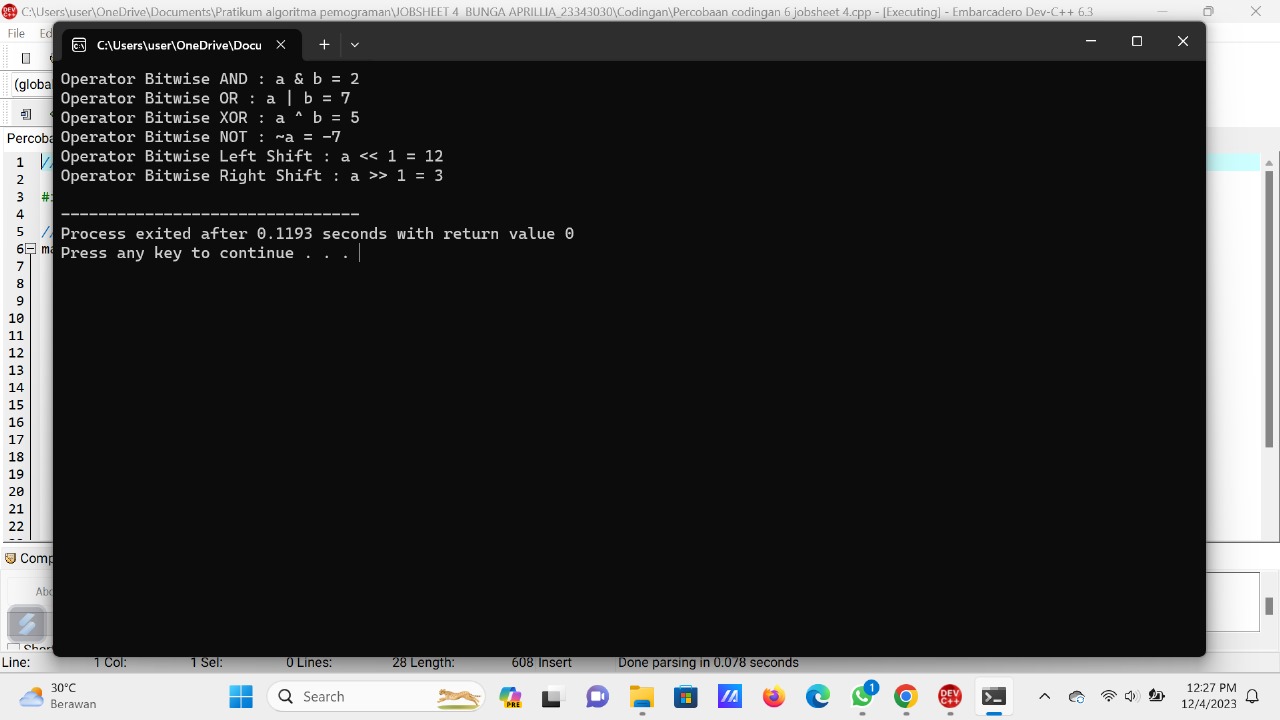 C:\Users\user\OneDrive\Documents\Pratikum algoritma pemograman\JOBSHEET 4_BUNGA APRILLIA_23343030\Codingan\Percobaan codingan 6 jobsheet 4.cpp - [Executing] - Embarcadero Dev-C++ 6.3
File
C:\Users\user\OneDrive\Docu
(globa
Operator Bitwise AND : a & b = 2
Operator Bitwise OR : a | b = 7
Operator Bitwise XOR : a ^ b = 5
Operator Bitwise NOT : ~a = -7
Operator Bitwise Left Shift : a << 1 = 12
Operator Bitwise Right Shift : a >> 1 = 3
--------------------------------
Process exited after 0.1193 seconds with return value 0
Press any key to continue . . .
Percoba
1 //
2
3
4
5 //
6
7
8
9
10
11
12
13
14
15
16
17
18
19
20
21
22
Comp
Abo
Line: 1 Col: 1 Sel: 0 Lines: 28 Length: 608 Insert Done parsing in 0.078 seconds
30°C
Berawan
Search
PRE
1
DEV C++
12:27 PM
12/4/2023